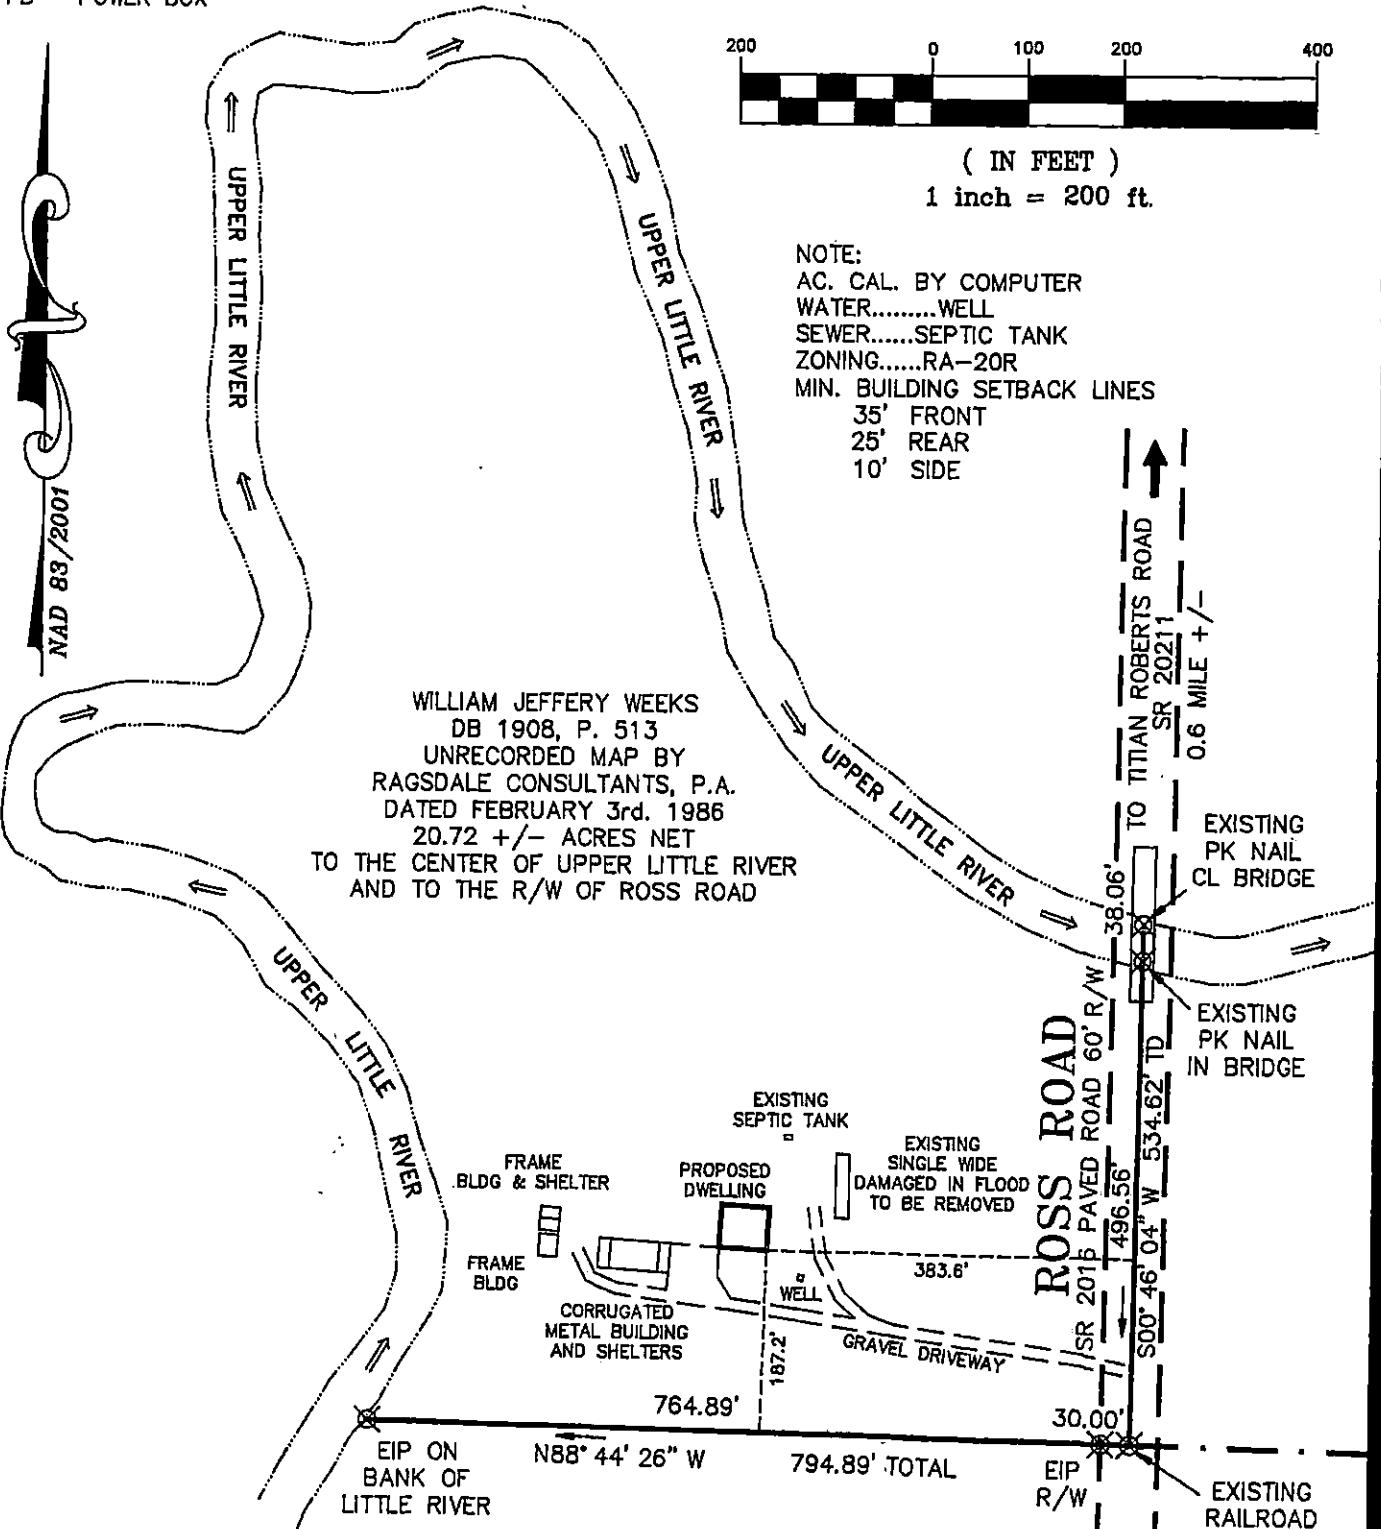 POWER BOX
200 0 100 200 400
( IN FEET )
1 inch = 200 ft.
NOTE:
AC. CAL. BY COMPUTER
WATER.........WELL
SEWER......SEPTIC TANK
ZONING......RA-20R
MIN. BUILDING SETBACK LINES
35' FRONT
25' REAR
10' SIDE
NAD 83/2001
UPPER LITTLE RIVER
UPPER LITTLE RIVER
UPPER LITTLE RIVER
UPPER LITTLE RIVER
WILLIAM JEFFERY WEEKS
DB 1908, P. 513
UNRECORDED MAP BY
RAGSDALE CONSULTANTS, P.A.
DATED FEBRUARY 3rd. 1986
20.72 +/- ACRES NET
TO THE CENTER OF UPPER LITTLE RIVER
AND TO THE R/W OF ROSS ROAD
TO TITIAN ROBERTS ROAD
SR 20211
0.6 MILE +/-
EXISTING
PK NAIL
CL BRIDGE
38.06'
EXISTING
PK NAIL
IN BRIDGE
ROSS ROAD
SR 2016 PAVED ROAD 60' R/W
496.56'
S00° 46' 04" W 534.62' TD
EXISTING
SEPTIC TANK
EXISTING
SINGLE WIDE
DAMAGED IN FLOOD
TO BE REMOVED
PROPOSED
DWELLING
FRAME
BLDG & SHELTER
FRAME
BLDG
CORRUGATED
METAL BUILDING
AND SHELTERS
WELL
383.6'
187.2'
GRAVEL DRIVEWAY
764.89'
30.00'
N88° 44' 26" W
794.89' TOTAL
EIP ON
BANK OF
LITTLE RIVER
EIP
R/W
EXISTING
RAILROAD